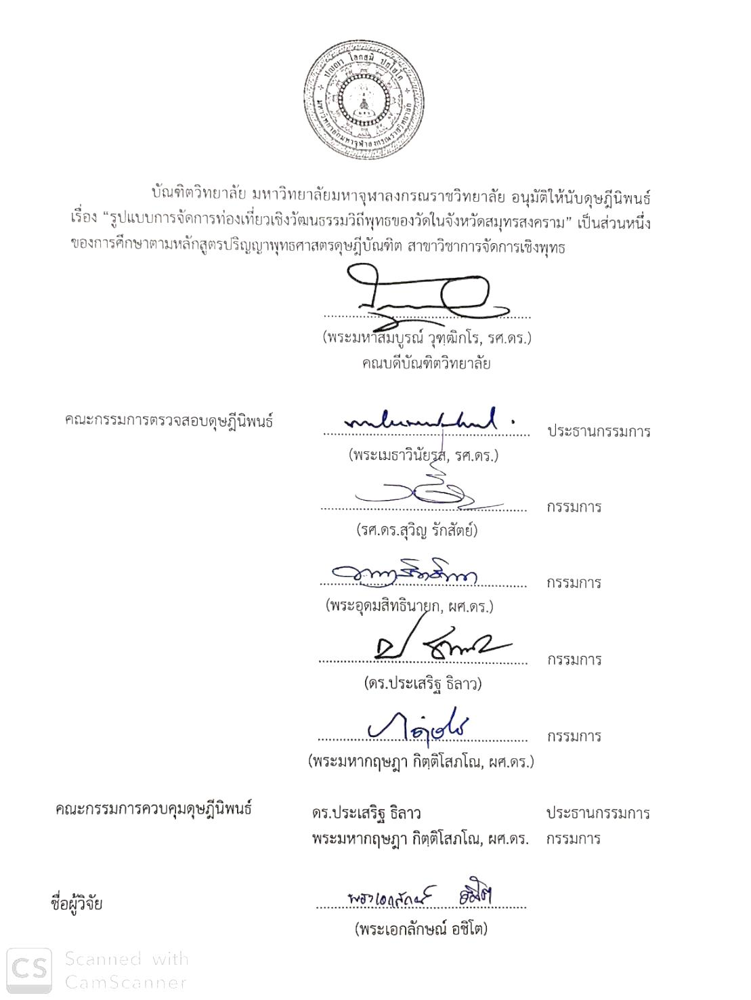 ปญฺญา โลกสฺมิ ปชฺโชโต
มหาวิทยาลัยมหาจุฬาลงกรณราชวิทยาลัย
บัณฑิตวิทยาลัย มหาวิทยาลัยมหาจุฬาลงกรณราชวิทยาลัย อนุมัติให้นับดุษฎีนิพนธ์
เรื่อง “รูปแบบการจัดการท่องเที่ยวเชิงวัฒนธรรมวิถีพุทธของวัดในจังหวัดสมุทรสงคราม” เป็นส่วนหนึ่ง
ของการศึกษาตามหลักสูตรปริญญาพุทธศาสตรดุษฎีบัณฑิต สาขาวิชาการจัดการเชิงพุทธ
(พระมหาสมบูรณ์ วุฑฺฒิกโร, รศ.ดร.)
คณบดีบัณฑิตวิทยาลัย
คณะกรรมการตรวจสอบดุษฎีนิพนธ์ ประธานกรรมการ
(พระเมธาวินัยรส, รศ.ดร.)
กรรมการ
(รศ.ดร.สุวิญ รักสัตย์)
กรรมการ
(พระอุดมสิทธินายก, ผศ.ดร.)
กรรมการ
(ดร.ประเสริฐ ธิลาว)
กรรมการ
(พระมหากฤษฎา กิตฺติโสภโณ, ผศ.ดร.)
คณะกรรมการควบคุมดุษฎีนิพนธ์ ดร.ประเสริฐ ธิลาว ประธานกรรมการ
พระมหากฤษฎา กิตฺติโสภโณ, ผศ.ดร. กรรมการ
ชื่อผู้วิจัย พระเอกลักษณ์ อชิโต
(พระเอกลักษณ์ อชิโต)
CS Scanned with
CamScanner